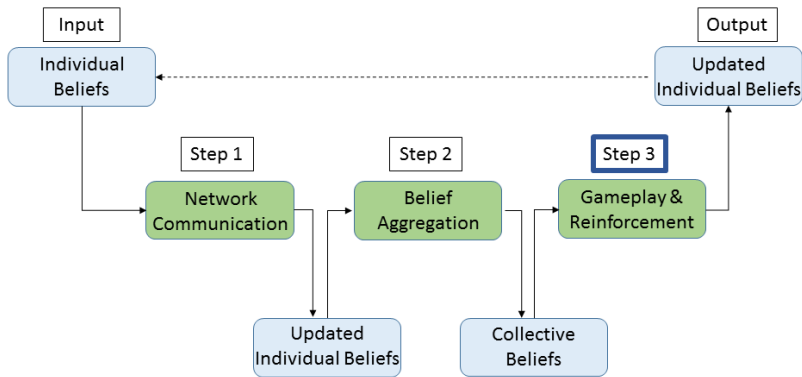 Input
Output
Individual
Beliefs
Updated
Individual Beliefs
Step 1
Step 2
Step 3
Network
Communication
Belief
Aggregation
Gameplay &
Reinforcement
Updated
Individual Beliefs
Collective
Beliefs